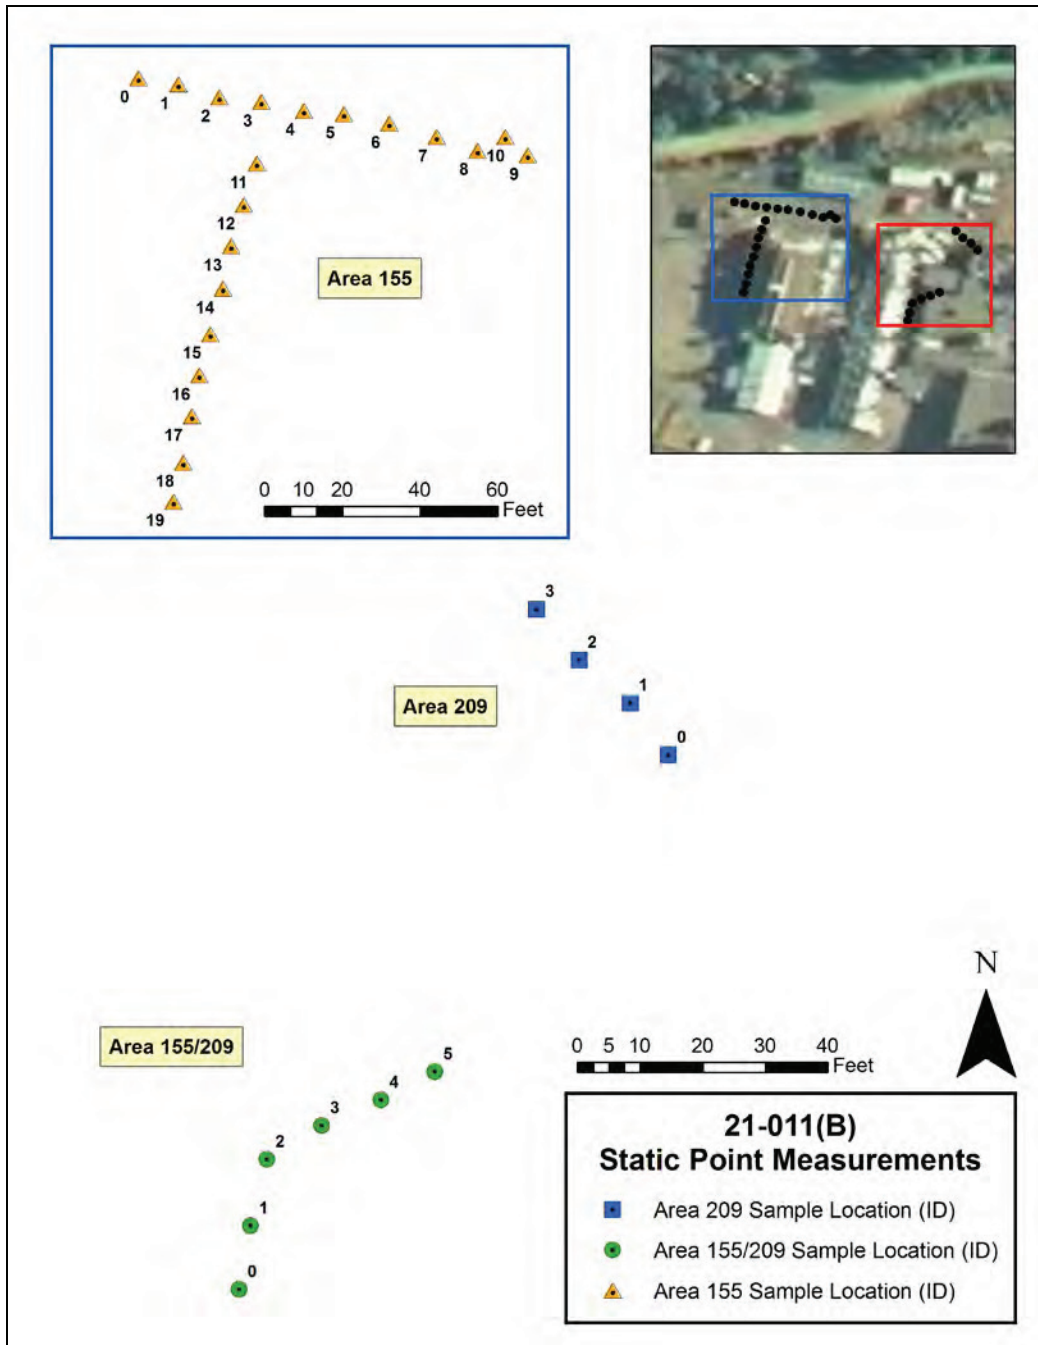 0
1
2
3
4
5
6
7
8
10
9
11
12
13
14
15
16
17
18
19
Area 155
0 10 20 40 60
Feet
3
2
1
0
Area 209
N
Area 155/209
5
4
3
2
1
0
0 5 10 20 30 40
Feet
21-011(B)
Static Point Measurements
Area 209 Sample Location (ID)
Area 155/209 Sample Location (ID)
Area 155 Sample Location (ID)